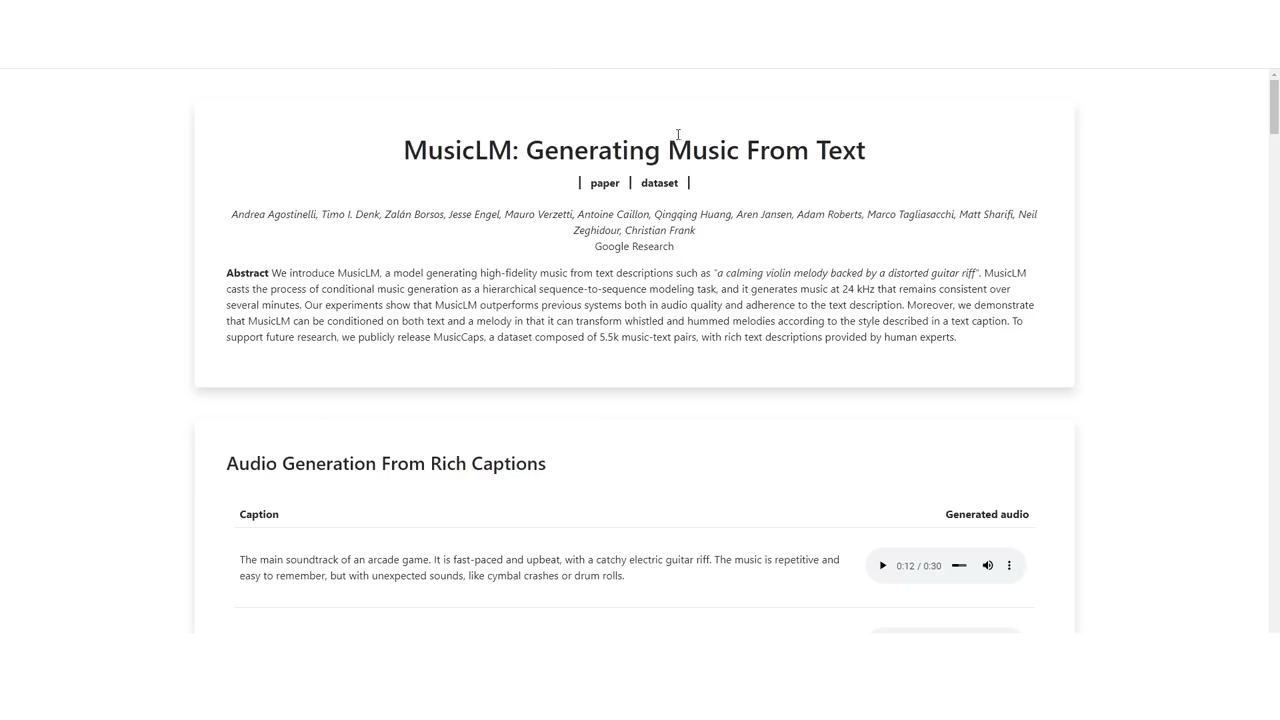 MusicLM: Generating Music From Text
| paper | dataset |
Andrea Agostinelli, Timo I. Denk, Zalán Borsos, Jesse Engel, Mauro Verzetti, Antoine Caillon, Qingqing Huang, Aren Jansen, Adam Roberts, Marco Tagliasacchi, Matt Sharifi, Neil
Zeghidour, Christian Frank
Google Research
Abstract We introduce MusicLM, a model generating high-fidelity music from text descriptions such as "a calming violin melody backed by a distorted guitar riff". MusicLM
casts the process of conditional music generation as a hierarchical sequence-to-sequence modeling task, and it generates music at 24 kHz that remains consistent over
several minutes. Our experiments show that MusicLM outperforms previous systems both in audio quality and adherence to the text description. Moreover, we demonstrate
that MusicLM can be conditioned on both text and a melody in that it can transform whistled and hummed melodies according to the style described in a text caption. To
support future research, we publicly release MusicCaps, a dataset composed of 5.5k music-text pairs, with rich text descriptions provided by human experts.
Audio Generation From Rich Captions
Caption Generated audio
The main soundtrack of an arcade game. It is fast-paced and upbeat, with a catchy electric guitar riff. The music is repetitive and
easy to remember, but with unexpected sounds, like cymbal crashes or drum rolls.
0:12 / 0:30